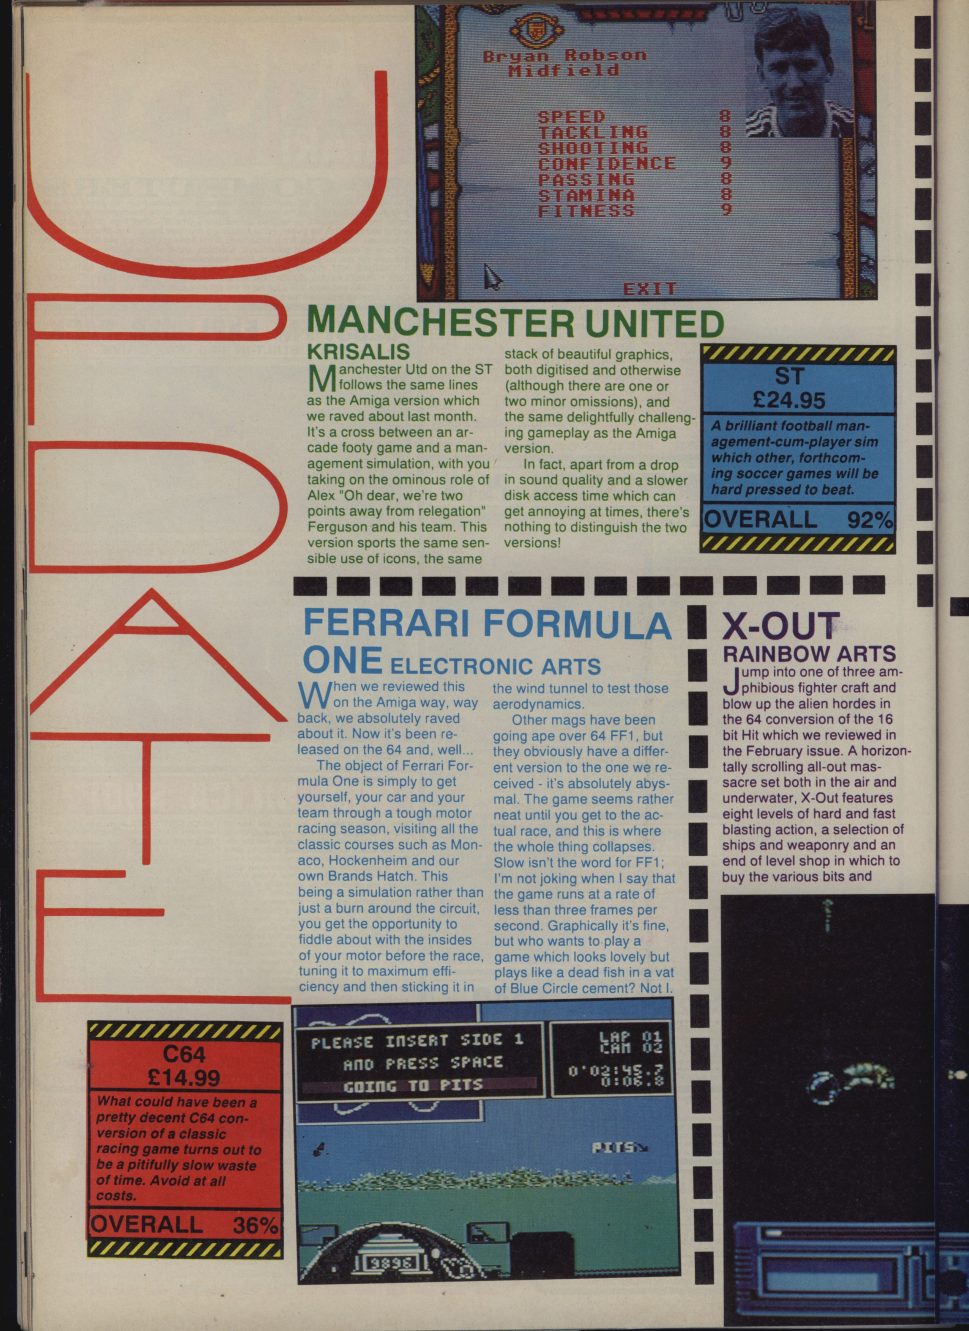 UPDATE
Bryan Robson
Midfield
SPEED 8
TACKLING 8
SHOOTING 8
CONFIDENCE 9
PASSING 8
STAMINA 8
FITNESS 9
EXIT
MANCHESTER UNITED
KRISALIS
Manchester Utd on the ST
follows the same lines
as the Amiga version which
we raved about last month.
It's a cross between an ar-
cade footy game and a man-
agement simulation, with you
taking on the ominous role of
Alex "Oh dear, we're two
points away from relegation"
Ferguson and his team. This
version sports the same sen-
sible use of icons, the same
stack of beautiful graphics,
both digitised and otherwise
(although there are one or
two minor omissions), and
the same delightfully challeng-
ing gameplay as the Amiga
version.
In fact, apart from a drop
in sound quality and a slower
disk access time which can
get annoying at times, there's
nothing to distinguish the two
versions!
ST
£24.95
A brilliant football man-
agement-cum-player sim
which other, forthcom-
ing soccer games will be
hard pressed to beat.
OVERALL 92%
FERRARI FORMULA
ONE ELECTRONIC ARTS
When we reviewed this
on the Amiga way, way
back, we absolutely raved
about it. Now it's been re-
leased on the 64 and, well...
The object of Ferrari For-
mula One is simply to get
yourself, your car and your
team through a tough motor
racing season, visiting all the
classic courses such as Mon-
aco, Hockenheim and our
own Brands Hatch. This
being a simulation rather than
just a burn around the circuit,
you get the opportunity to
fiddle about with the insides
of your motor before the race,
tuning it to maximum effi-
ciency and then sticking it in
the wind tunnel to test those
aerodynamics.
Other mags have been
going ape over 64 FF1, but
they obviously have a differ-
ent version to the one we re-
ceived - it's absolutely abys-
mal. The game seems rather
neat until you get to the ac-
tual race, and this is where
the whole thing collapses.
Slow isn't the word for FF1;
I'm not joking when I say that
the game runs at a rate of
less than three frames per
second. Graphically it's fine,
but who wants to play a
game which looks lovely but
plays like a dead fish in a vat
of Blue Circle cement? Not I.
C64
£14.99
What could have been a
pretty decent C64 con-
version of a classic
racing game turns out to
be a pitifully slow waste
of time. Avoid at all
costs.
OVERALL 36%
PLEASE INSERT SIDE 1
AND PRESS SPACE
GOING TO PITS
LAP 01
CAM 02
0'02:45.7
0:06.8
PITS
9896
X-OUT
RAINBOW ARTS
Jump into one of three am-
phibious fighter craft and
blow up the alien hordes in
the 64 conversion of the 16
bit Hit which we reviewed in
the February issue. A horizon-
tally scrolling all-out mas-
sacre set both in the air and
underwater, X-Out features
eight levels of hard and fast
blasting action, a selection of
ships and weaponry and an
end of level shop in which to
buy the various bits and